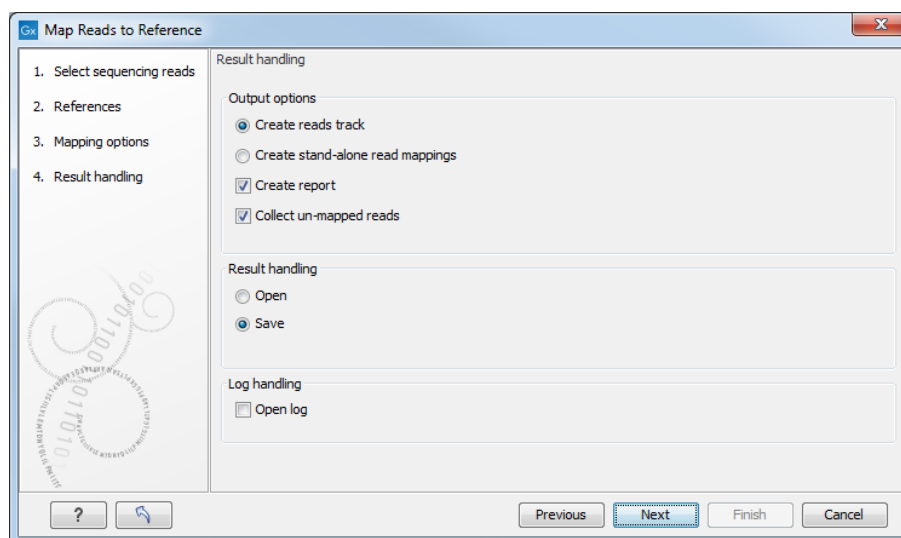 Gx Map Reads to Reference
1. Select sequencing reads
2. References
3. Mapping options
4. Result handling
Result handling
Output options
Create reads track
Create stand-alone read mappings
Create report
Collect un-mapped reads
Result handling
Open
Save
Log handling
Open log
?
Previous
Next
Finish
Cancel